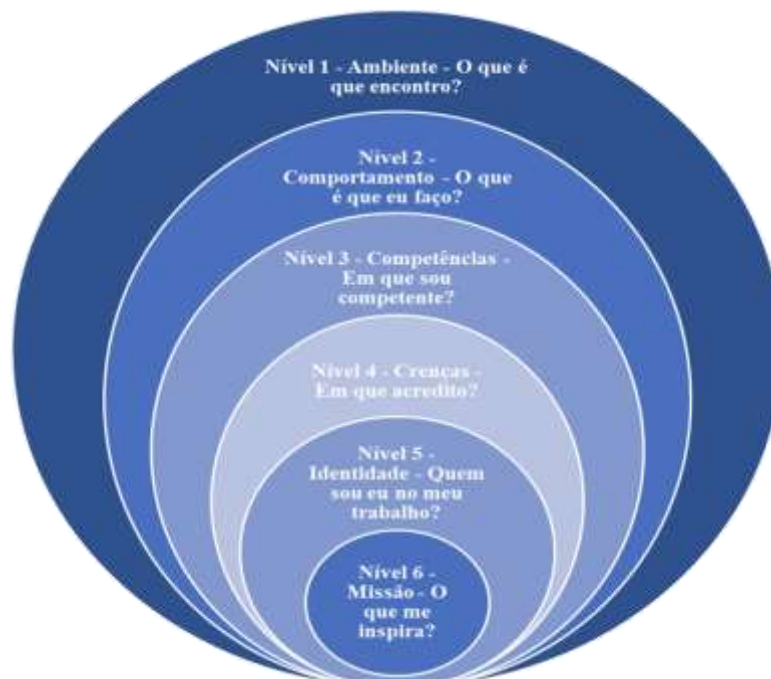 Nível 1 - Ambiente - O que é
que encontro?
Nível 2 -
Comportamento - O que
é que eu faço?
Nível 3 - Competências -
Em que sou
competente?
Nível 4 - Crenças -
Em que acredito?
Nível 5 -
Identidade - Quem
sou eu no meu
trabalho?
Nível 6 -
Missão - O
que me
inspira?